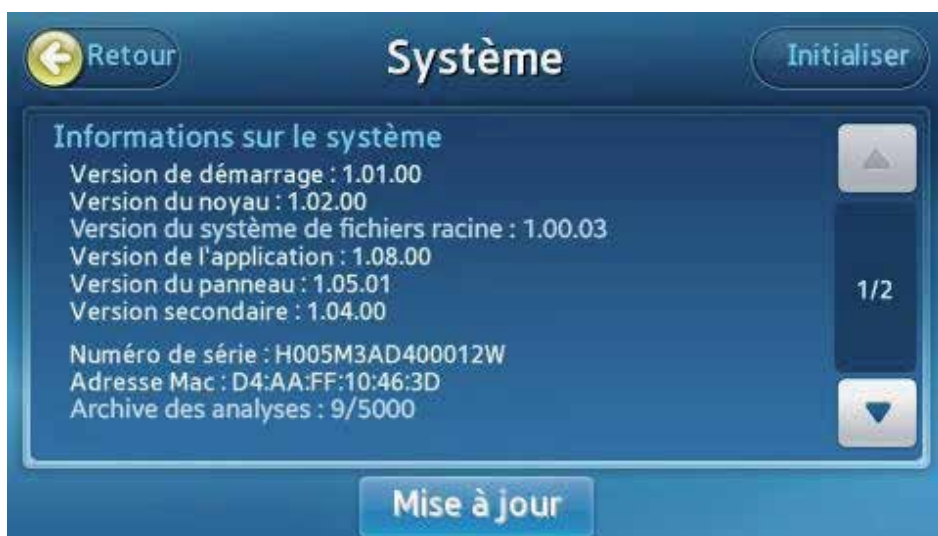 Retour
Système
Initialiser
Informations sur le système
Version de démarrage : 1.01.00
Version du noyau : 1.02.00
Version du système de fichiers racine : 1.00.03
Version de l'application : 1.08.00
Version du panneau : 1.05.01
Version secondaire : 1.04.00
Numéro de série : H005M3AD400012W
Adresse Mac : D4:AA:FF:10:46:3D
Archive des analyses : 9/5000
1/2
Mise à jour